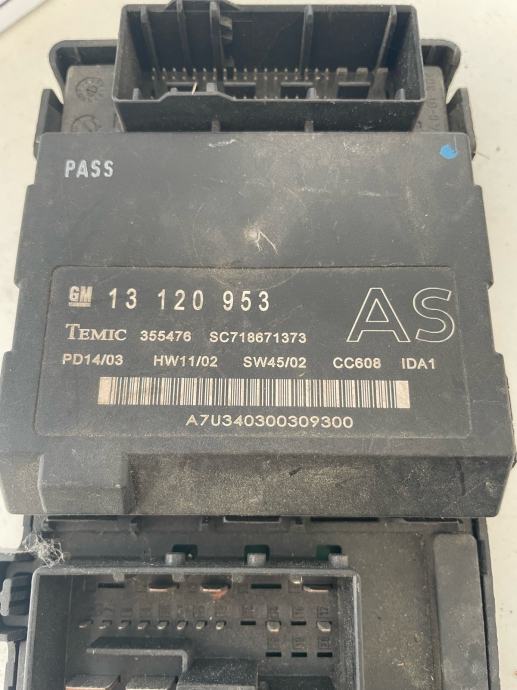 PASS
GM 13 120 953
AS
TEMIC 355476 SC718671373
PD14/03 HW11/02 SW45/02 CC608 IDA1
A7U340300309300